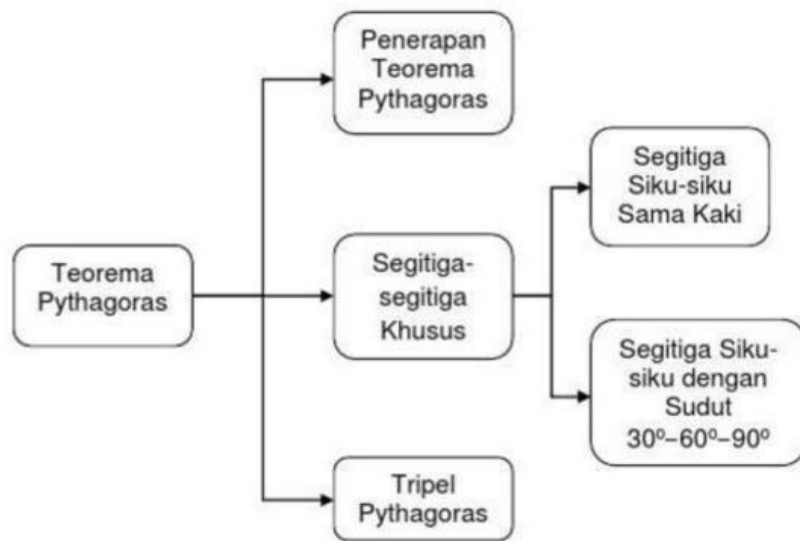 Teorema
Pythagoras
Penerapan
Teorema
Pythagoras
Segitiga-
segitiga
Khusus
Tripel
Pythagoras
Segitiga
Siku-siku
Sama Kaki
Segitiga Siku-
siku dengan
Sudut
30º–60º–90º